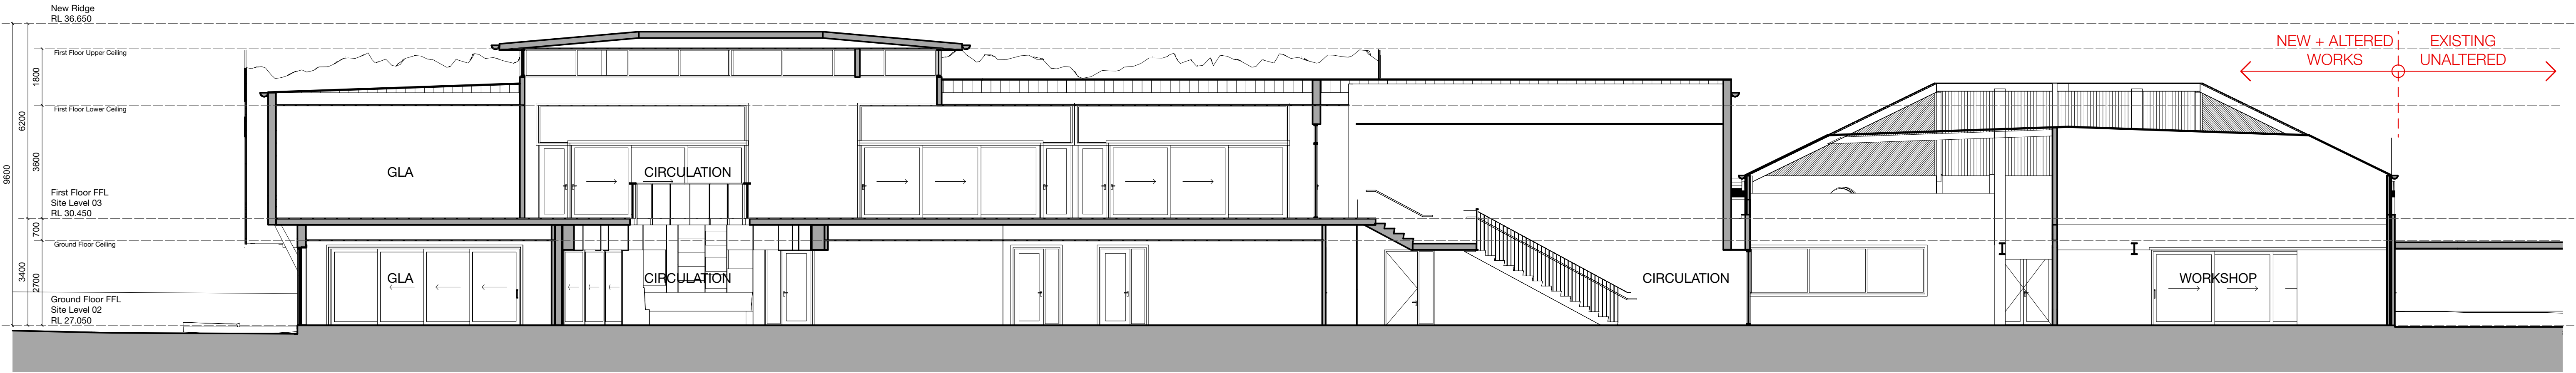 New Ridge
RL 36.650
First Floor Upper Ceiling
NEW + ALTERED
WORKS
EXISTING
UNALTERED
1800
First Floor Lower Ceiling
6200
9600
3600
GLA
CIRCULATION
First Floor FFL
Site Level 03
RL 30.450
700
Ground Floor Ceiling
3400
2700
GLA
CIRCULATION
CIRCULATION
WORKSHOP
Ground Floor FFL
Site Level 02
RL 27.050